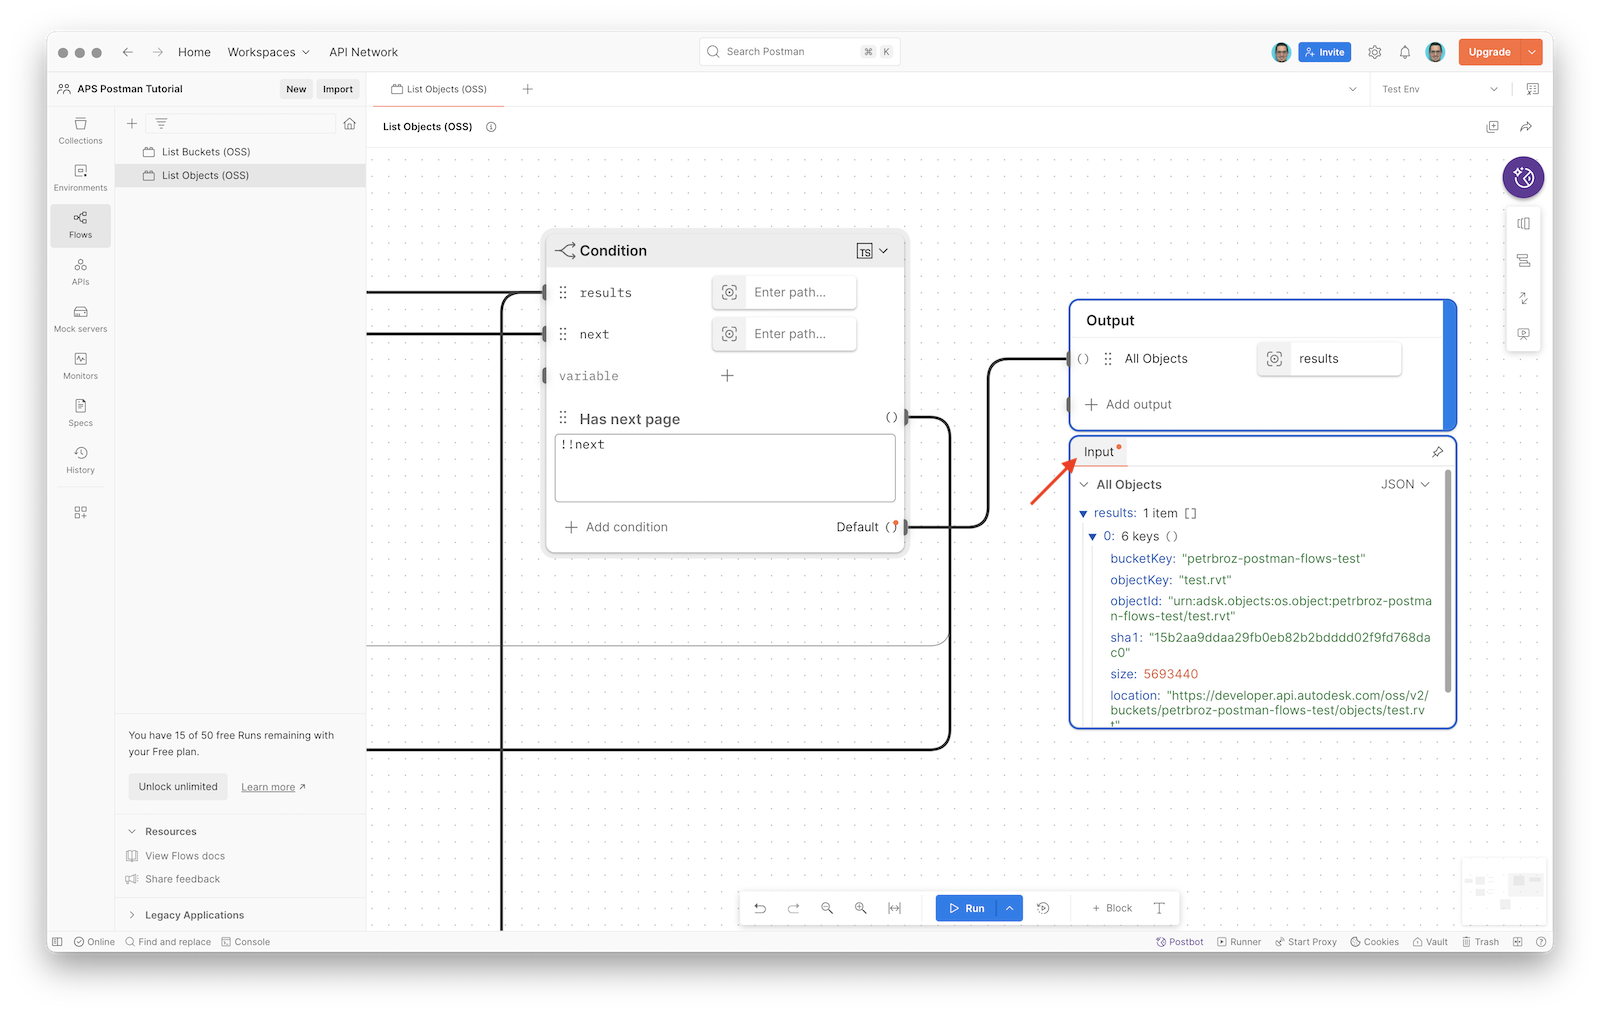 Home
Workspaces
API Network
Search Postman
⌘ K
Invite
Upgrade
APS Postman Tutorial
New
Import
List Objects (OSS)
Test Env
Collections
Environments
Flows
APIs
Mock servers
Monitors
Specs
History
List Buckets (OSS)
List Objects (OSS)
List Objects (OSS)
Condition
TS
results
Enter path...
next
Enter path...
variable
Has next page
()
!!next
Add condition
Default ()
Output
() All Objects
results
Add output
Input
All Objects
JSON
results: 1 item []
0: 6 keys ()
bucketKey: "petrbroz-postman-flows-test"
objectKey: "test.rvt"
objectId: "urn:adsk.objects:os.object:petrbroz-postma
n-flows-test/test.rvt"
sha1: "15b2aa9ddaa29fb0eb82b2bdddd02f9fd768da
c0"
size: 5693440
location: "https://developer.api.autodesk.com/oss/v2/
buckets/petrbroz-postman-flows-test/objects/test.rv
t"
You have 15 of 50 free Runs remaining with
your Free plan.
Unlock unlimited
Learn more ↗
Resources
View Flows docs
Share feedback
Legacy Applications
Run
+ Block
T
Online
Find and replace
Console
Postbot
Runner
Start Proxy
Cookies
Vault
Trash